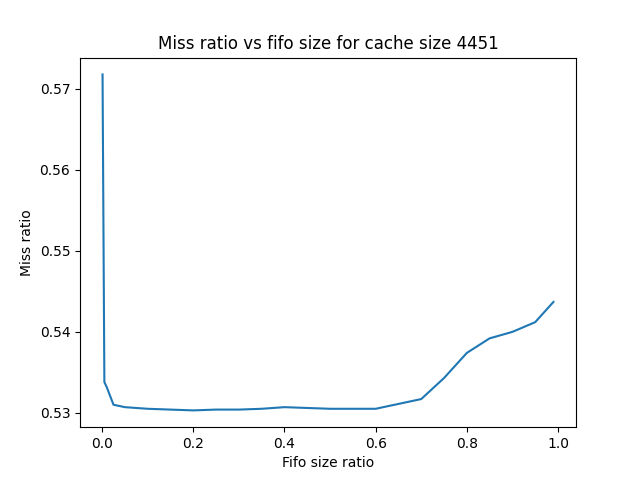 Miss ratio vs fifo size for cache size 4451
0.57
0.56
0.55
0.54
0.53
Miss ratio
0.0 0.2 0.4 0.6 0.8 1.0
Fifo size ratio